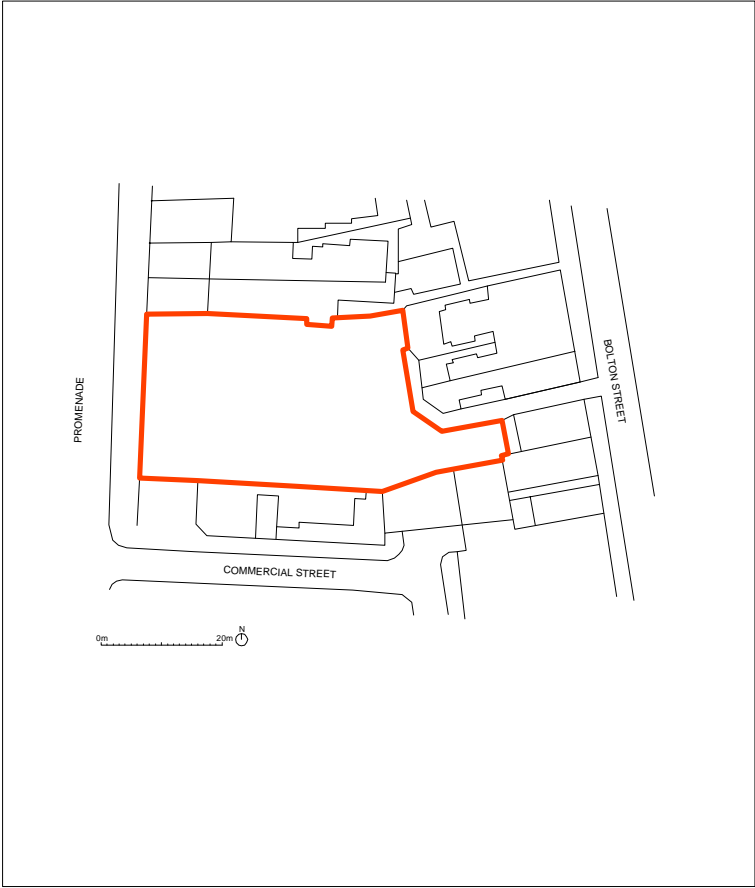 BOLTON STREET
PROMENADE
COMMERCIAL STREET
N
0m 20m